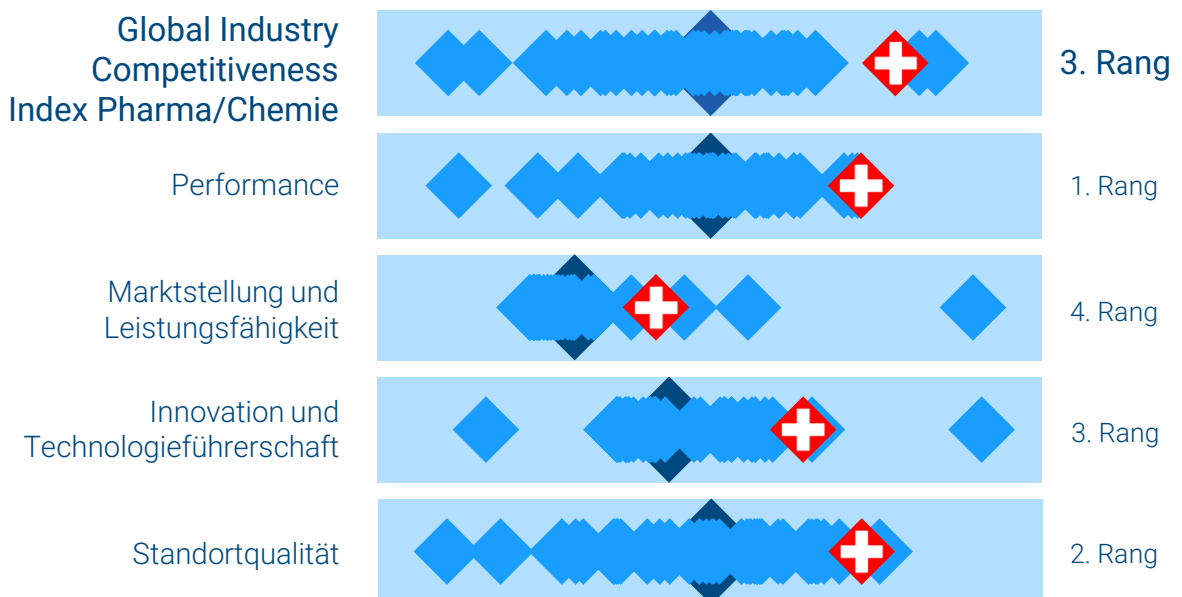 Global Industry
Competitiveness
Index Pharma/Chemie
3. Rang
Performance
1. Rang
Marktstellung und
Leistungsfähigkeit
4. Rang
Innovation und
Technologieführerschaft
3. Rang
Standortqualität
2. Rang